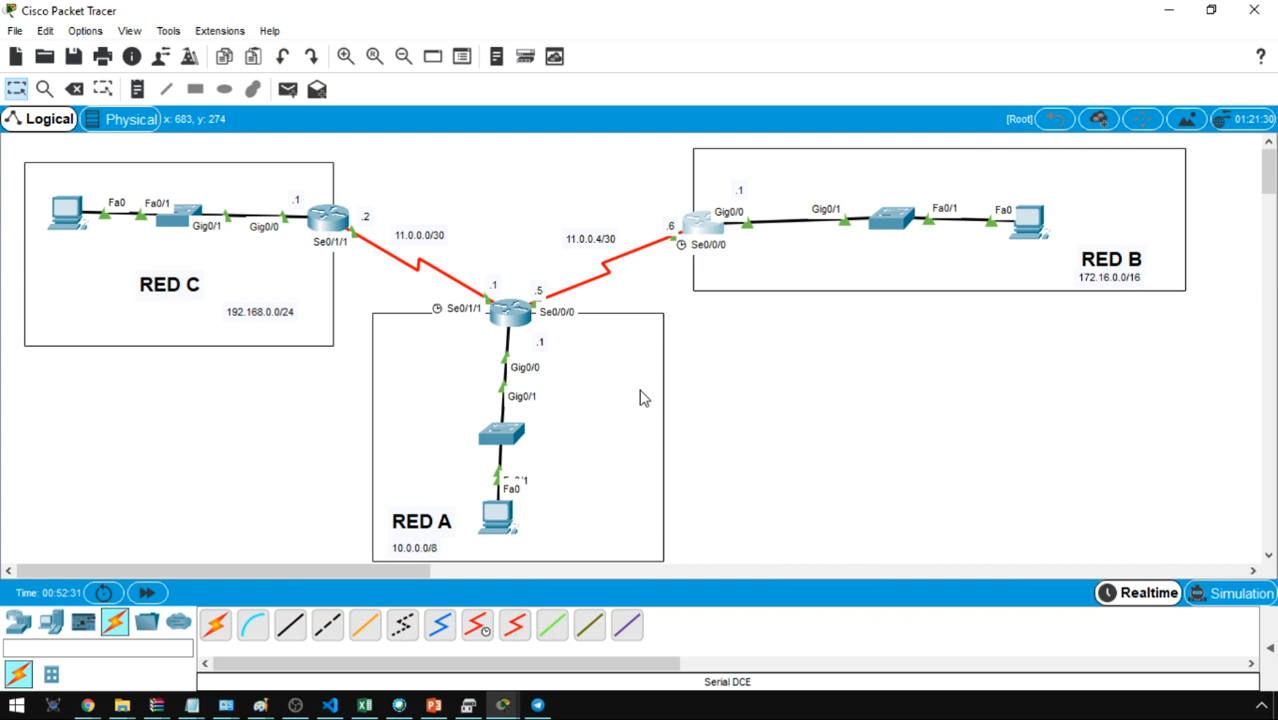 Cisco Packet Tracer
File Edit Options View Tools Extensions Help
?
Logical Physical x: 683, y: 274 [Root] 01:21:30
Fa0 Fa0/1 Gig0/1 Gig0/0 .1 .2
Se0/1/1
RED C
192.168.0.0/24
11.0.0.0/30
11.0.0.4/30
.1
Gig0/0 Gig0/1 Fa0/1 Fa0
.6
Se0/0/0
RED B
172.16.0.0/16
.1 .5
Se0/1/1 Se0/0/0
.1
Gig0/0
Gig0/1
Fa0
RED A
10.0.0.0/8
Time: 00:52:31 Realtime Simulation
Serial DCE